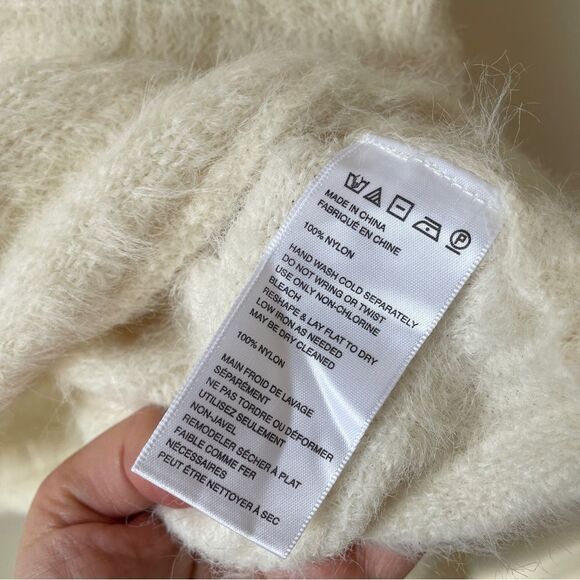 MADE IN CHINA
FABRIQUÉ EN CHINE
100% NYLON
HAND WASH COLD SEPARATELY
DO NOT WRING OR TWIST
USE ONLY NON-CHLORINE
BLEACH
RESHAPE & LAY FLAT TO DRY
LOW IRON AS NEEDED
MAY BE DRY CLEANED
100% NYLON
MAIN FROID DE LAVAGE
SÉPARÉMENT
NE PAS TORDRE OU DÉFORMER
UTILISEZ SEULEMENT
NON-JAVEL
REMODELER SÉCHER À PLAT
FAIBLE COMME FER
NÉCESSAIRES
PEUT ÊTRE NETTOYER À SEC